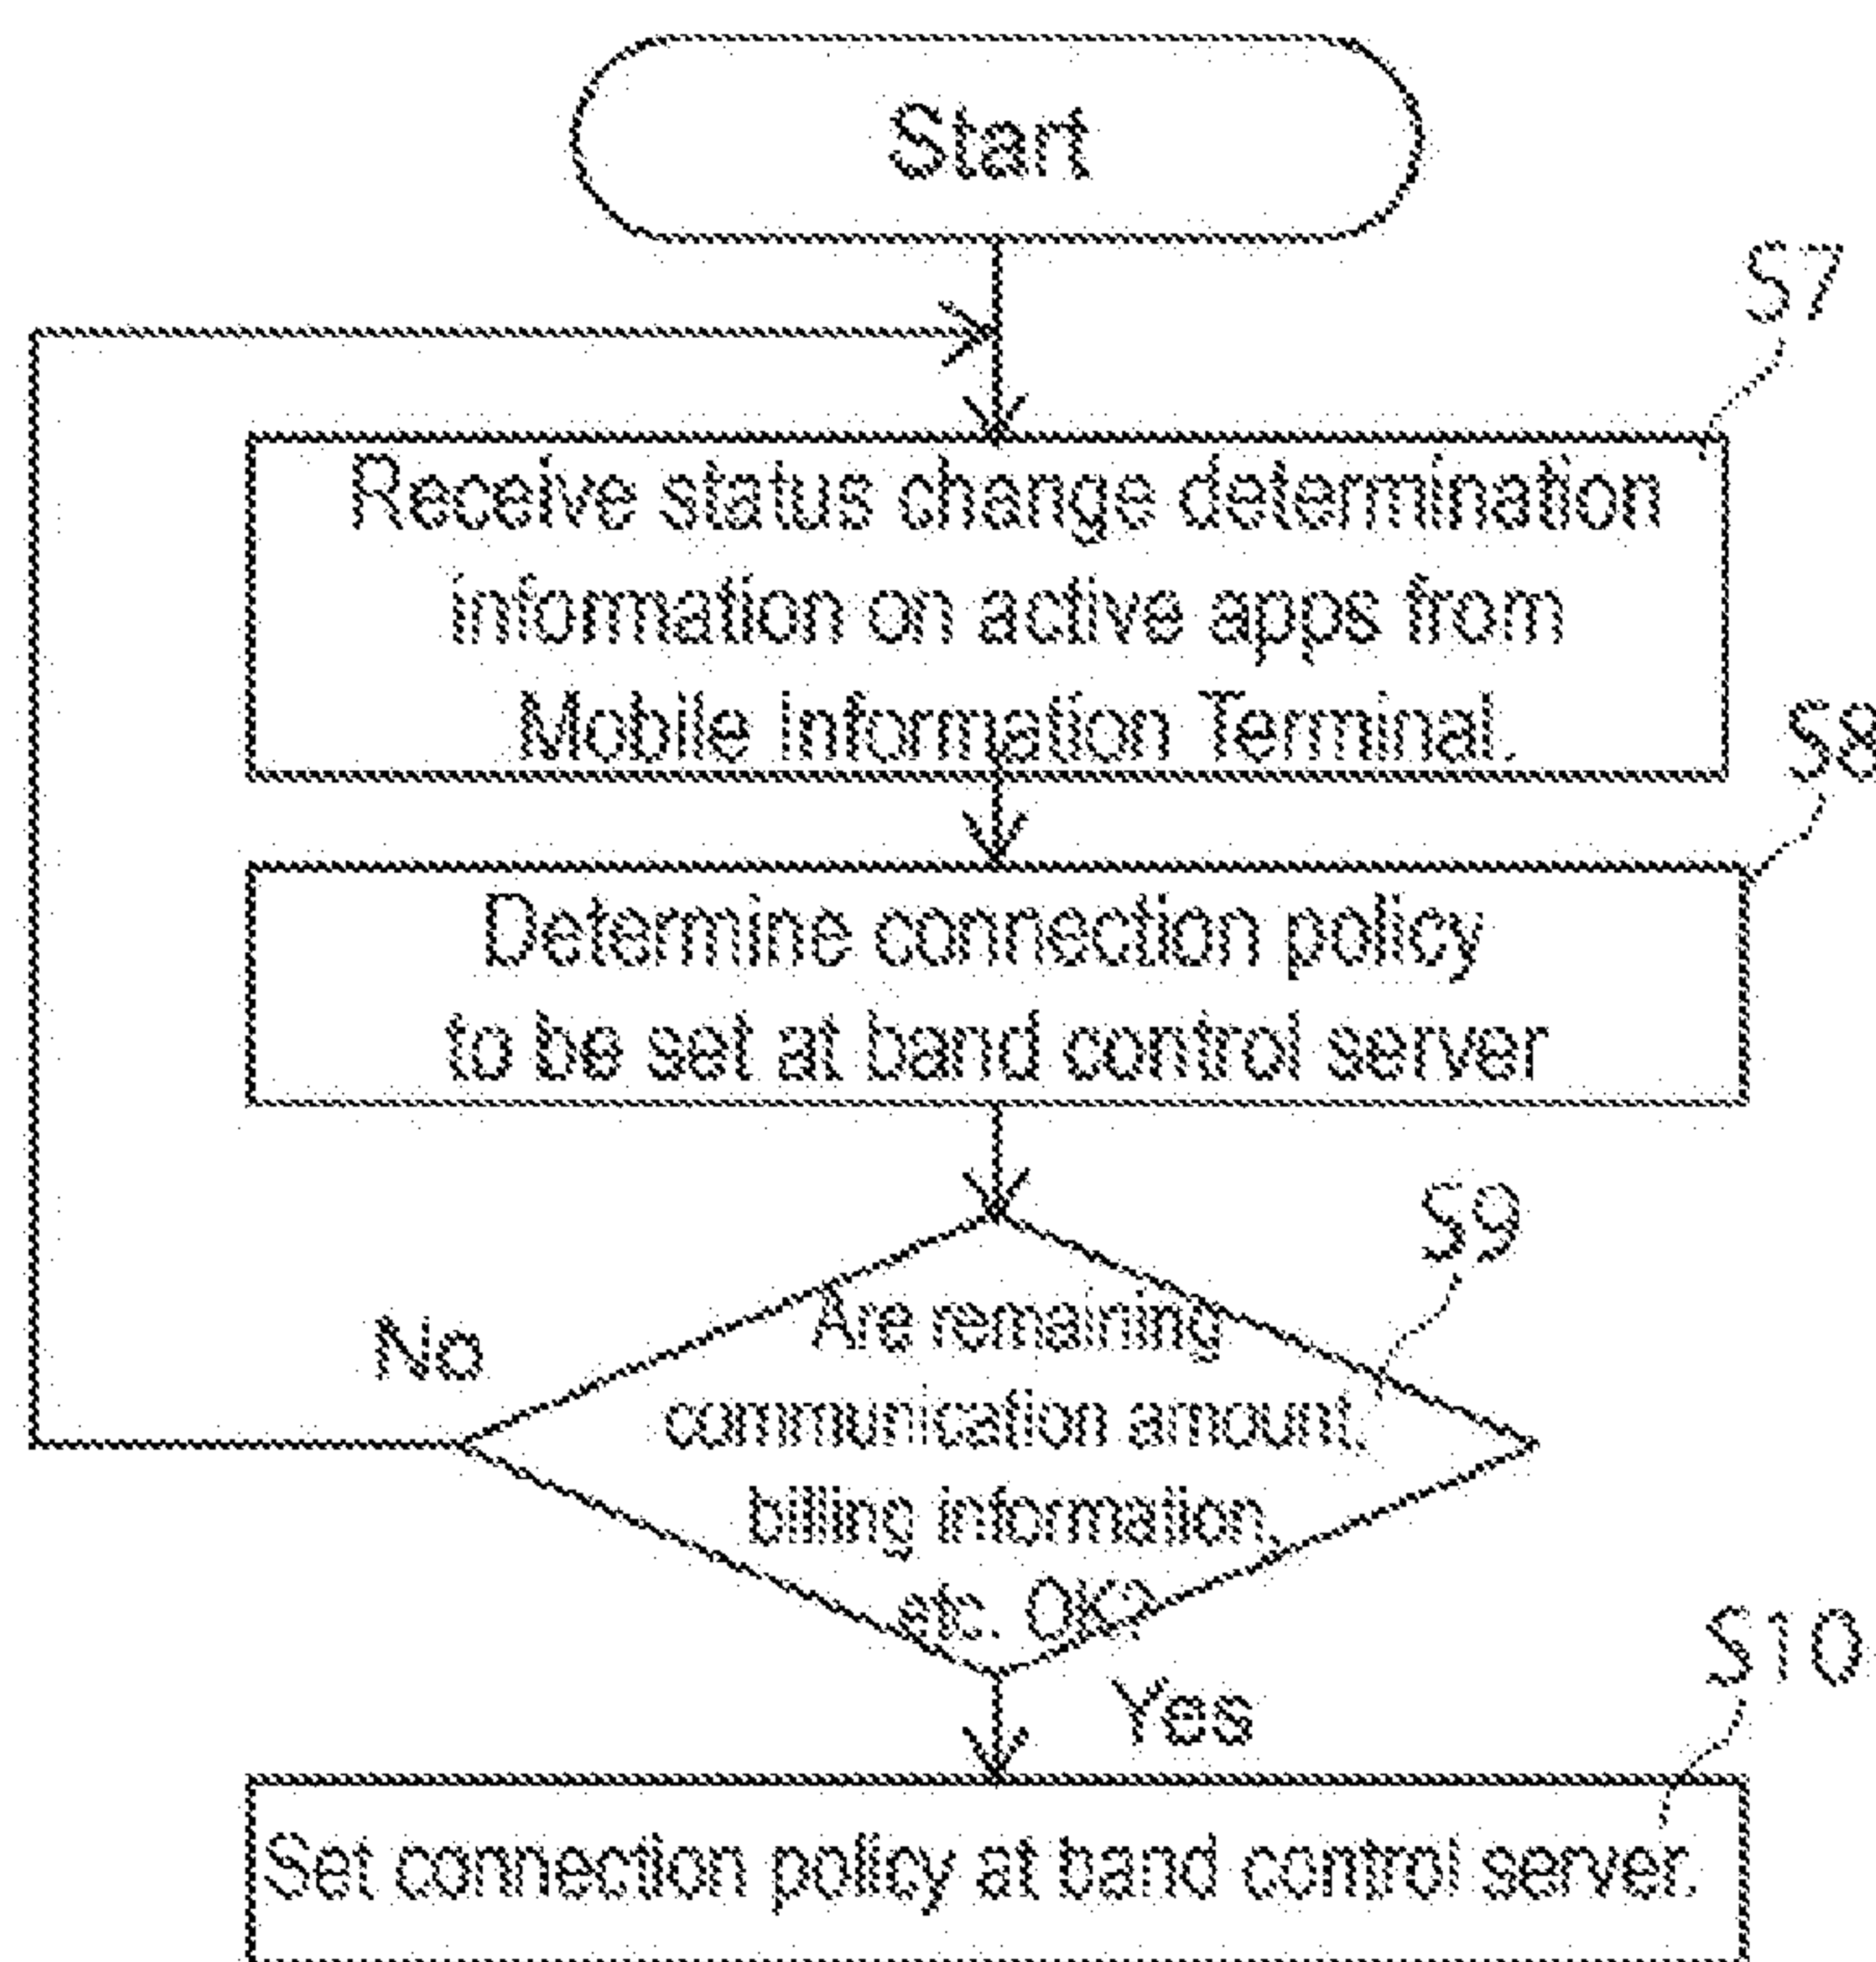 Start
S7
Receive status change determination
information on active apps from
Mobile Information Terminal.
S8
Determine connection policy
to be set at band control server
S9
Are remaining
No
communication amount,
billing information,
etc. OK?
S10
Yes
Set connection policy at band control server.